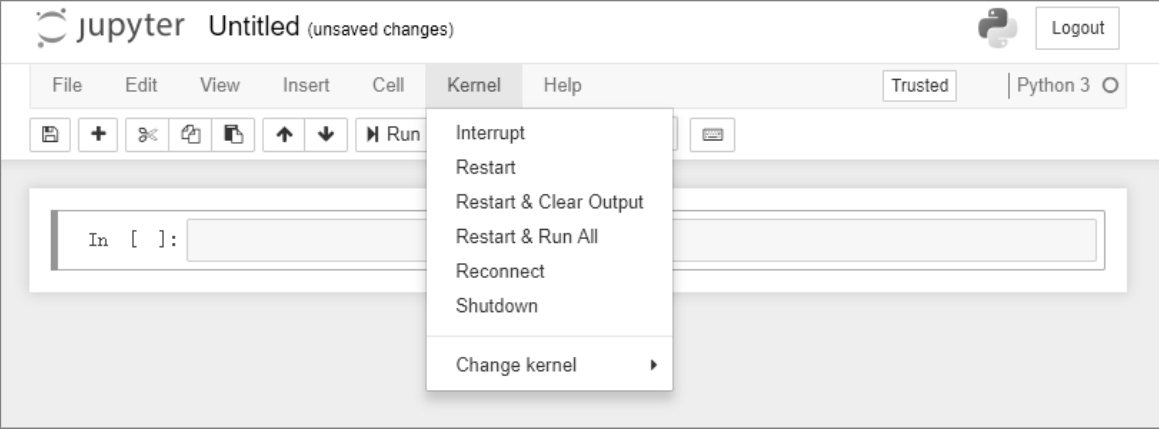 jupyter Untitled (unsaved changes) Logout
File Edit View Insert Cell Kernel Help Trusted Python 3
Run
Interrupt
Restart
Restart & Clear Output
Restart & Run All
Reconnect
Shutdown
Change kernel
In [ ]: